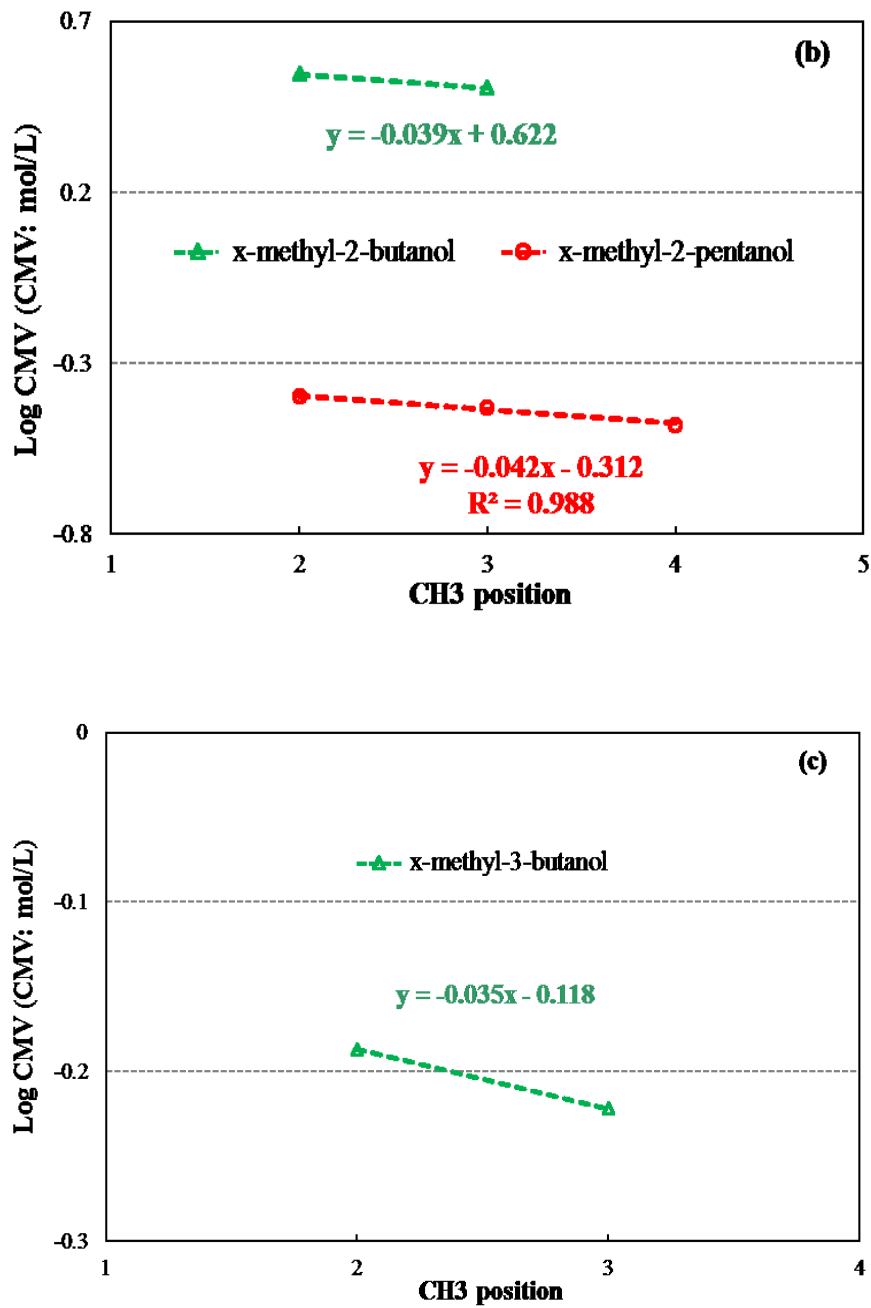 0.7
(b)
y = -0.039x + 0.622
0.2
x-methyl-2-butanol
x-methyl-2-pentanol
Log CMV (CMV: mol/L)
-0.3
y = -0.042x - 0.312
R² = 0.988
-0.8
1 2 3 4 5
CH3 position
0
(c)
x-methyl-3-butanol
-0.1
Log CMV (CMV: mol/L)
y = -0.035x - 0.118
-0.2
-0.3
1 2 3 4
CH3 position